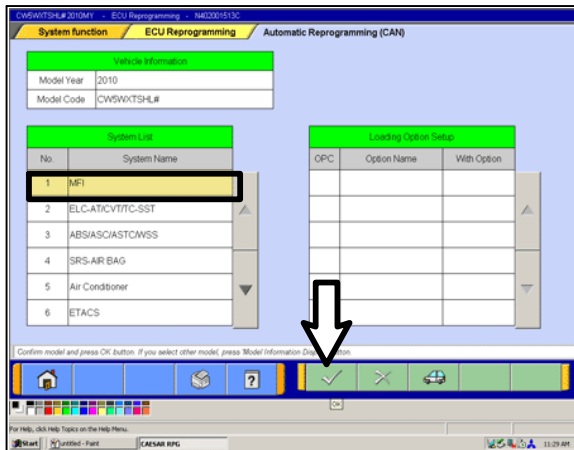 CW5WXTSHL# 2010MY - ECU Reprogramming - N402001513C
System function ECU Reprogramming Automatic Reprogramming (CAN)
Vehicle Information
Model Year 2010
Model Code CW5WXTSHL#
System List
No. System Name
1 MFI
2 ELC-AT/CVT/TC-SST
3 ABS/ASC/ASTC/WSS
4 SRS-AIR BAG
5 Air Conditioner
6 ETACS
Loading Option Setup
OPC Option Name With Option
Confirm model and press OK button. If you select other model, press 'Model Information Display' button.
?
OK
For Help, click Help Topics on the Help Menu.
Start untitled - Paint CAESAR RPG 11:29 AM